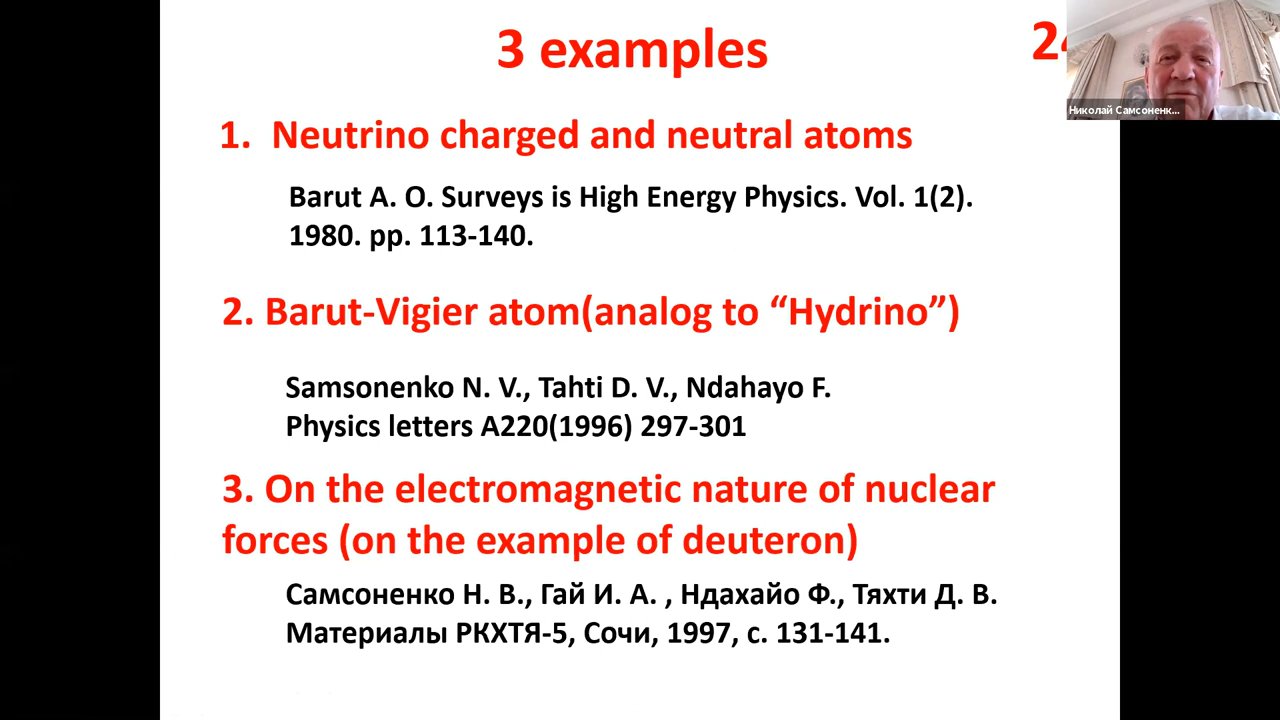 3 examples
24
Николай Самсоненк...
1. Neutrino charged and neutral atoms
Barut A. O. Surveys is High Energy Physics. Vol. 1(2).
1980. pp. 113-140.
2. Barut-Vigier atom(analog to “Hydrino”)
Samsonenko N. V., Tahti D. V., Ndahayo F.
Physics letters A220(1996) 297-301
3. On the electromagnetic nature of nuclear
forces (on the example of deuteron)
Самсоненко Н. В., Гай И. А. , Ндахайо Ф., Тяхти Д. В.
Материалы РКХТЯ-5, Сочи, 1997, с. 131-141.